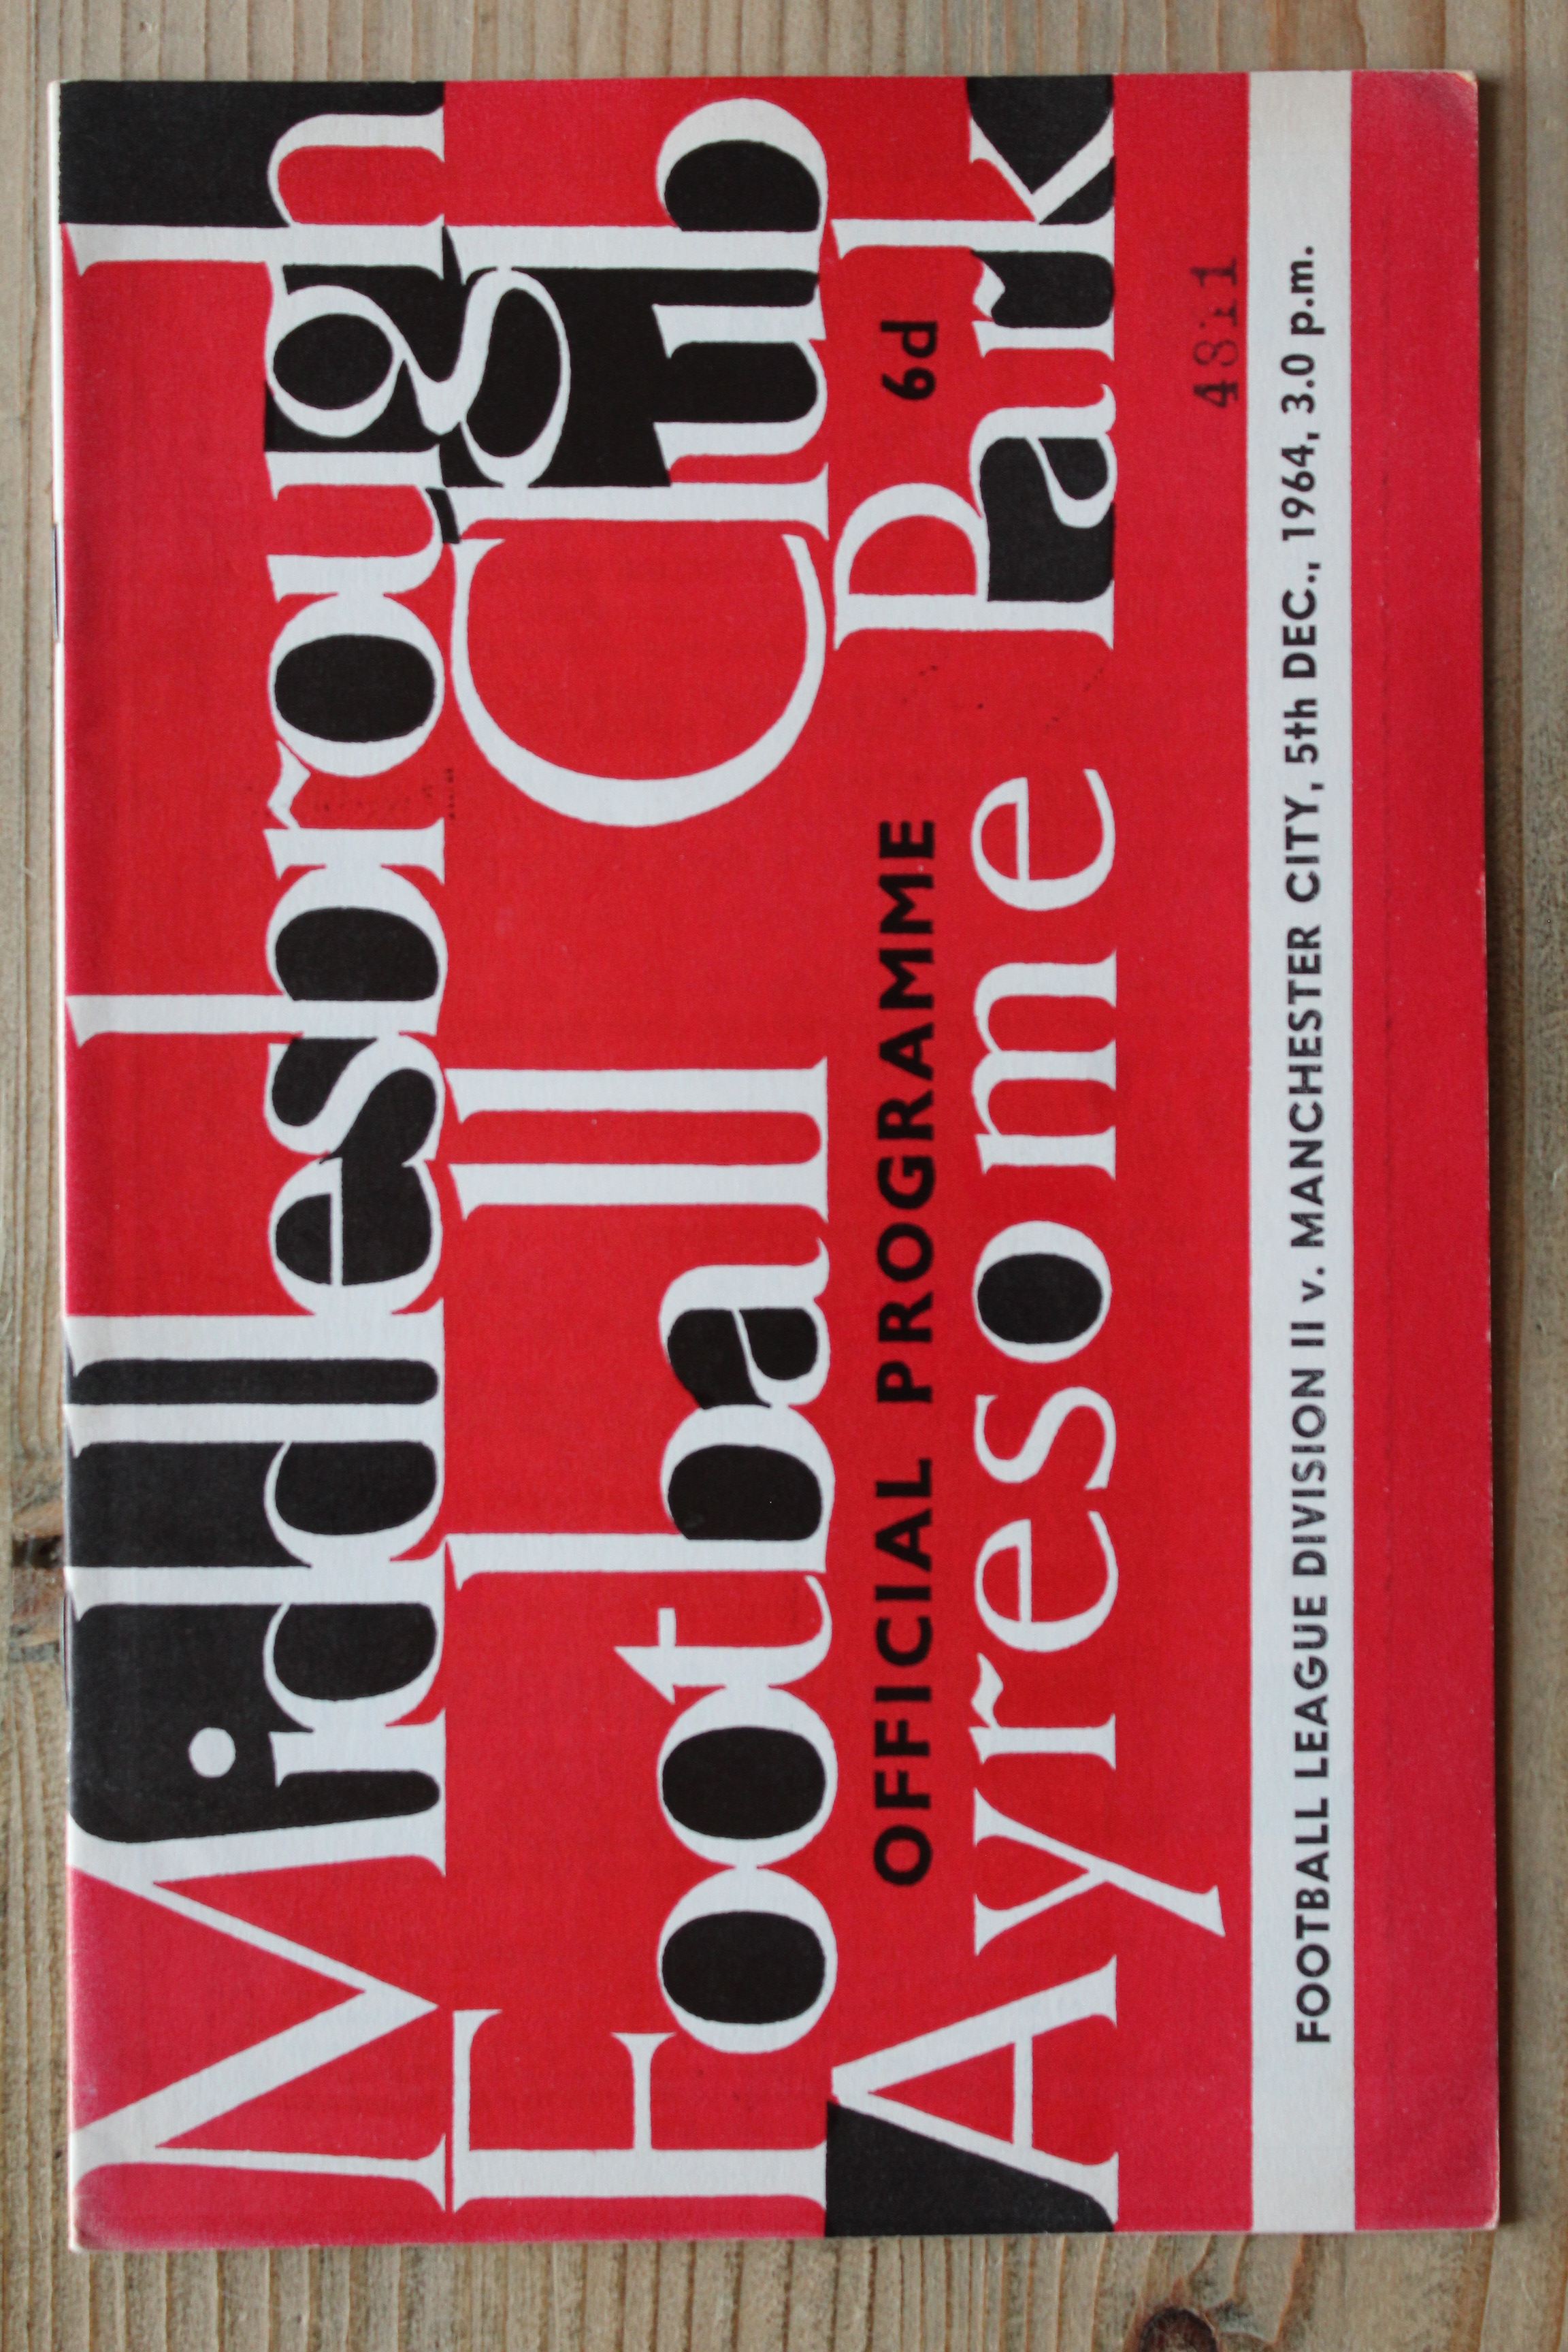 Middlesbrough
Football Club
OFFICIAL PROGRAMME 6d
Ayresome Park
4811
FOOTBALL LEAGUE DIVISION II v. MANCHESTER CITY, 5th DEC., 1964, 3.0 p.m.